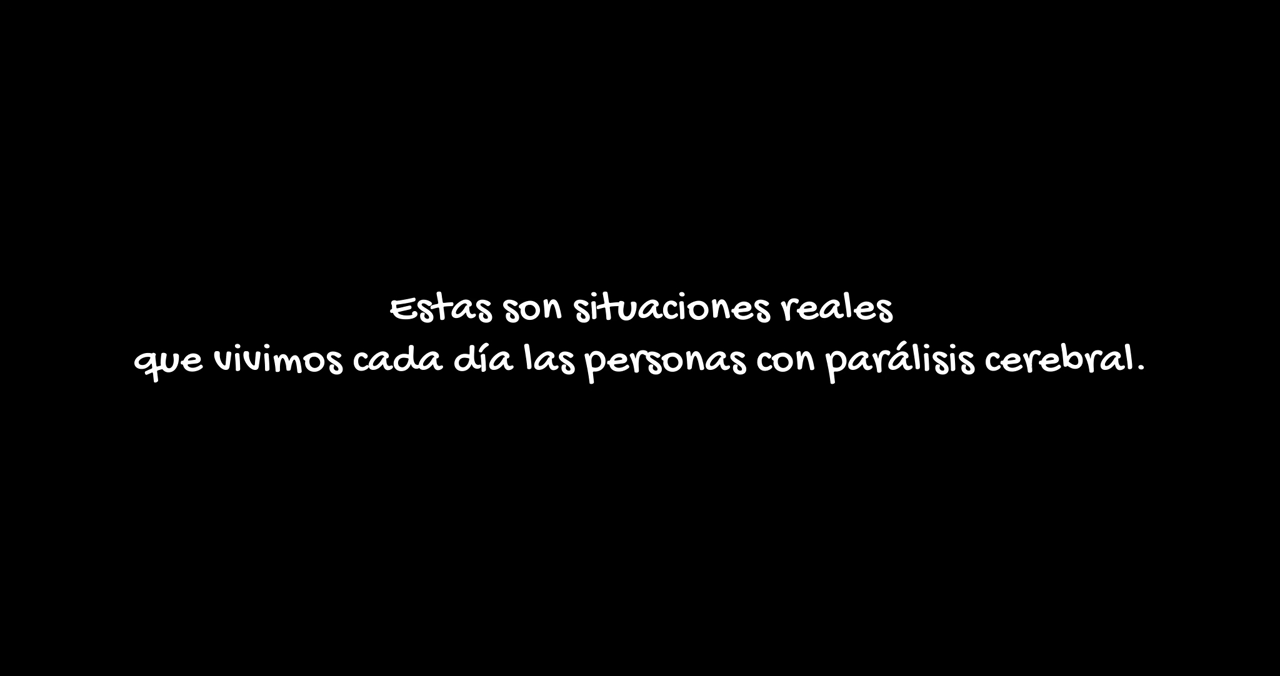 Estas son situaciones reales
que vivimos cada día las personas con parálisis cerebral.